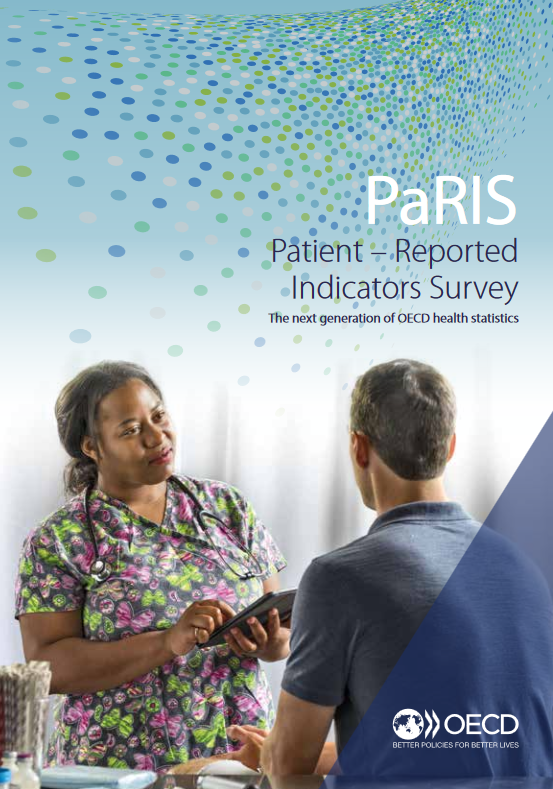 PaRIS
Patient – Reported
Indicators Survey
The next generation of OECD health statistics
OECD
BETTER POLICIES FOR BETTER LIVES